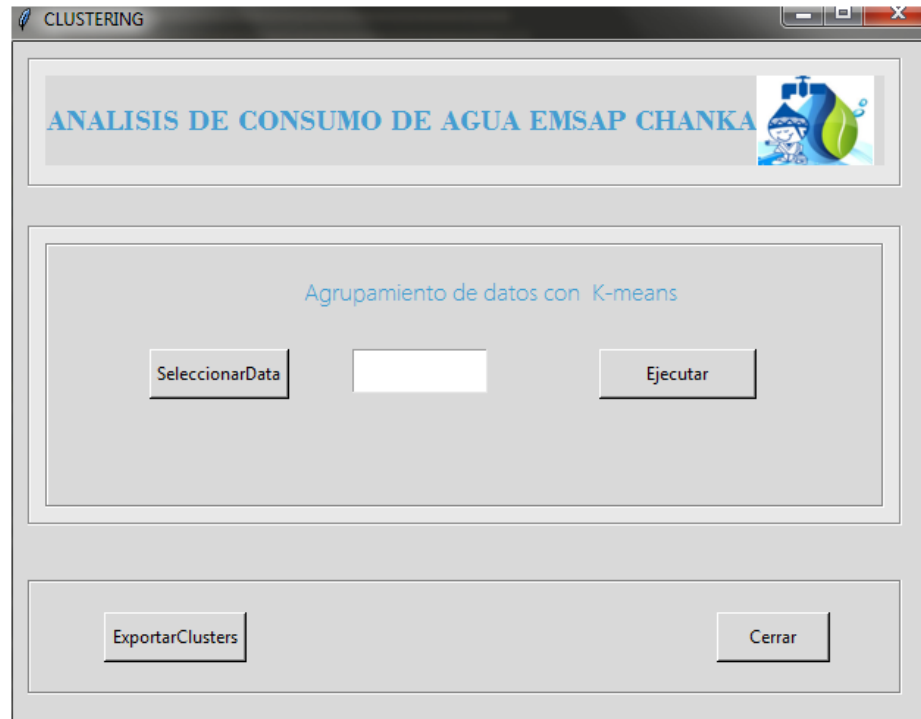 CLUSTERING
ANALISIS DE CONSUMO DE AGUA EMSAP CHANKA
Agrupamiento de datos con K-means
SeleccionarData
Ejecutar
ExportarClusters
Cerrar